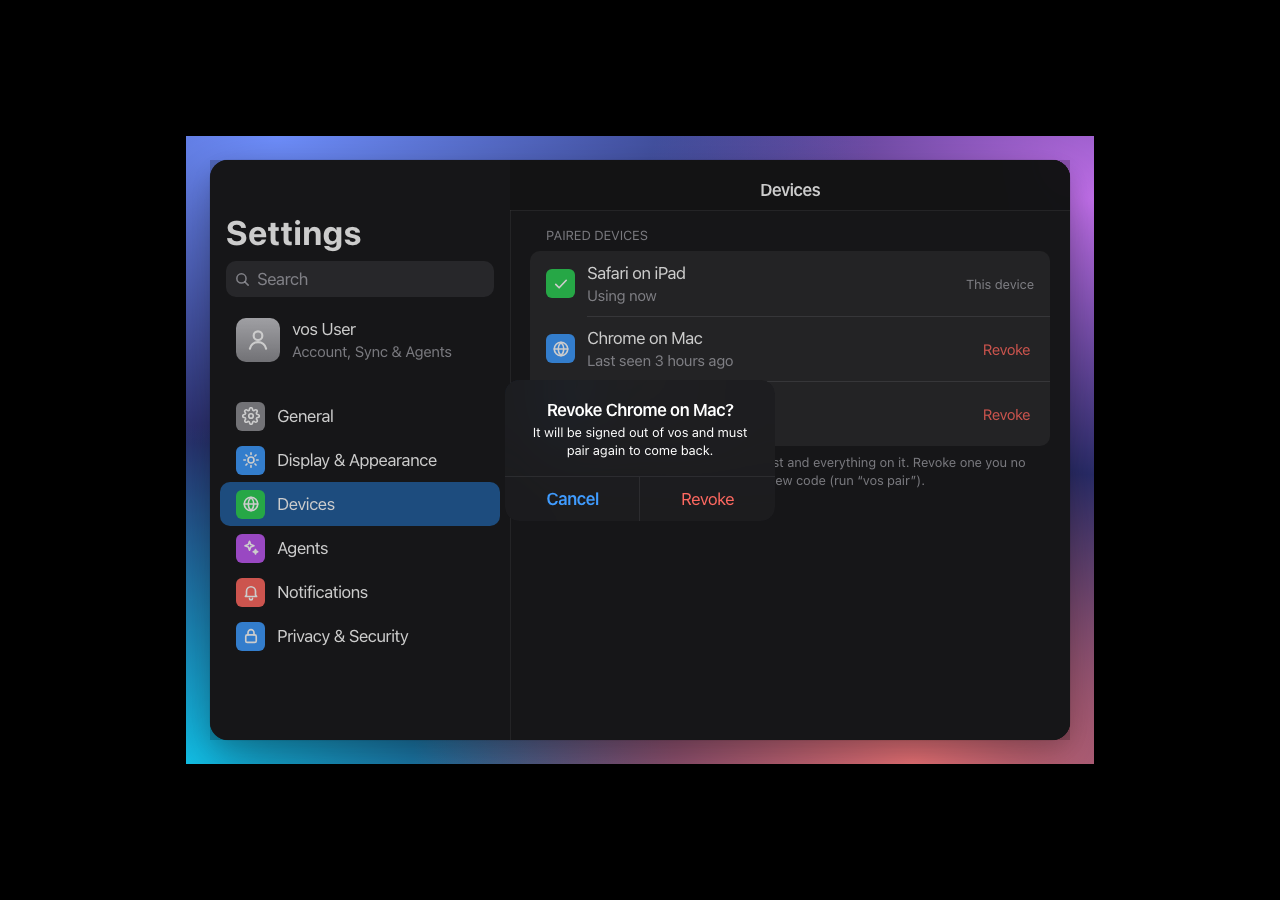 Devices
Settings
Search
vos User
Account, Sync & Agents
General
Display & Appearance
Devices
Agents
Notifications
Privacy & Security
PAIRED DEVICES
Safari on iPad
Using now
This device
Chrome on Mac
Last seen 3 hours ago
Revoke
Revoke
st and everything on it. Revoke one you no
ew code (run “vos pair”).
Revoke Chrome on Mac?
It will be signed out of vos and must
pair again to come back.
Cancel
Revoke